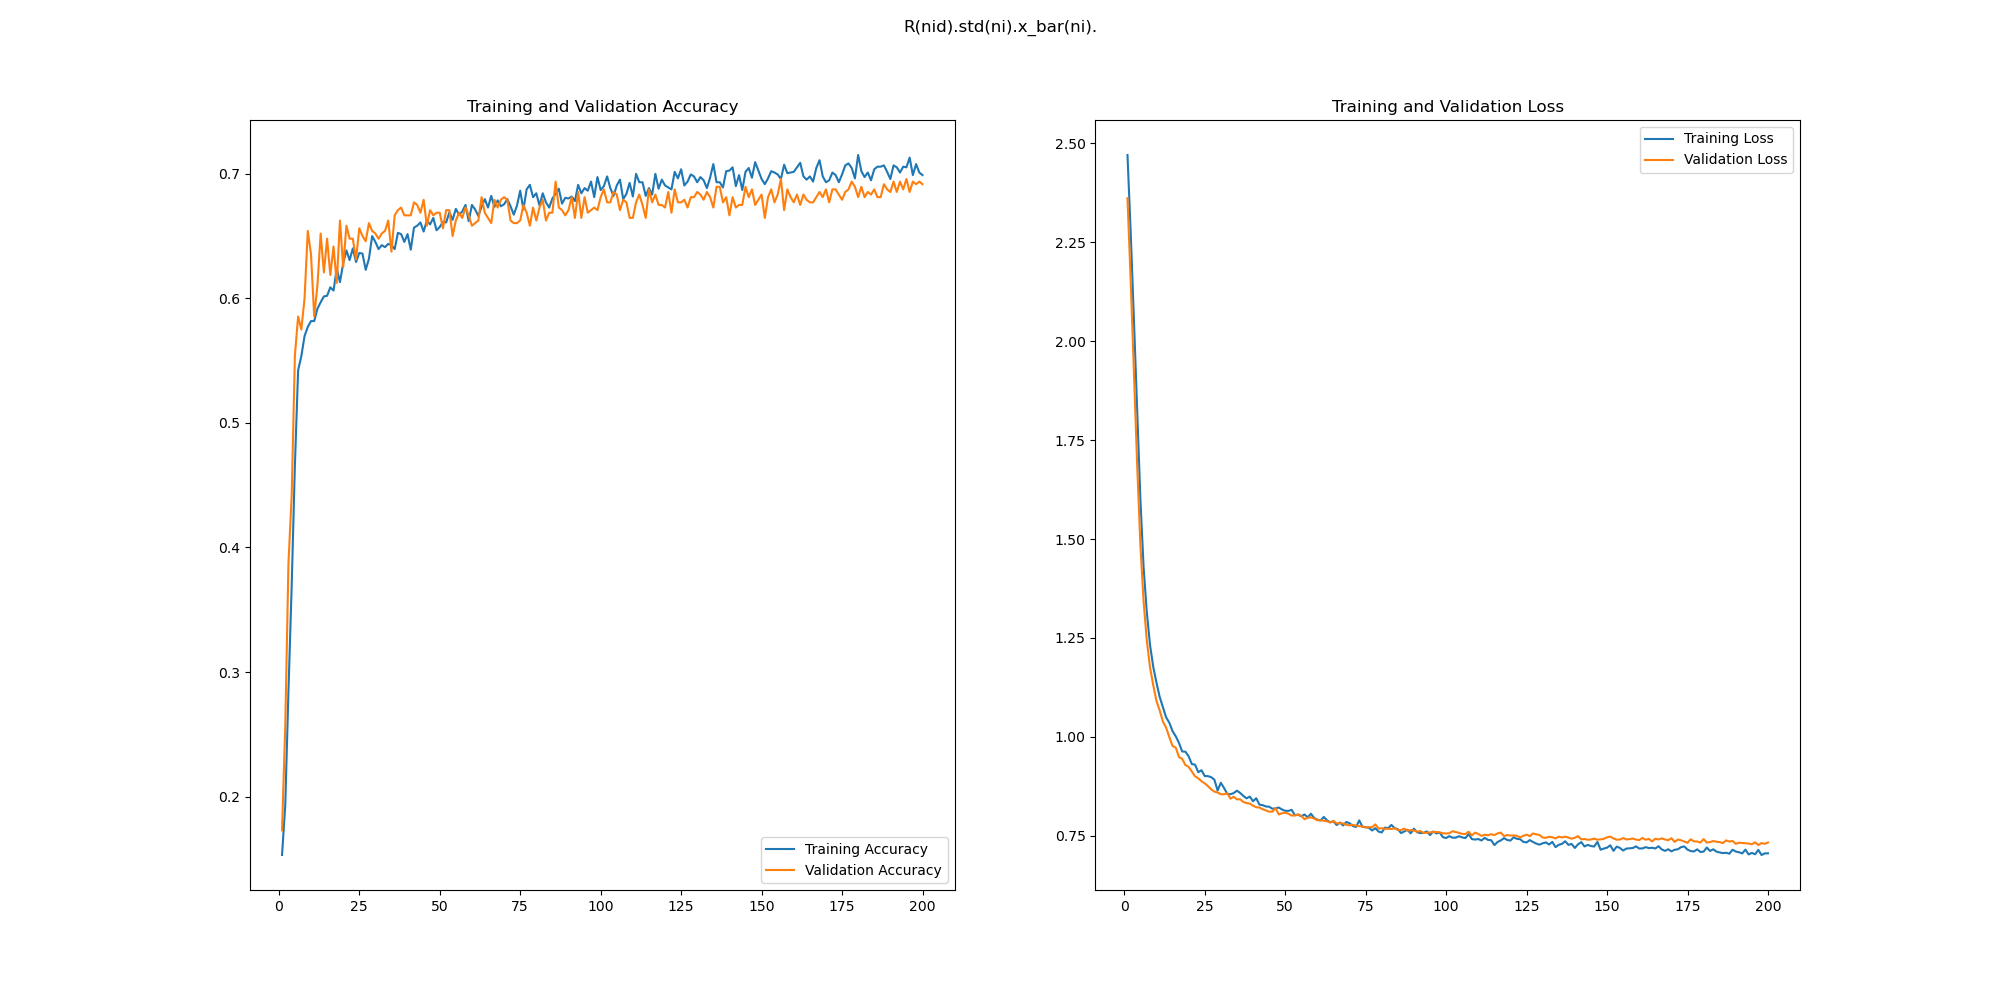 R(nid).std(ni).x_bar(ni).
Training and Validation Accuracy
0.7
0.6
0.5
0.4
0.3
0.2
0 25 50 75 100 125 150 175 200
Training Accuracy
Validation Accuracy
Training and Validation Loss
2.50
2.25
2.00
1.75
1.50
1.25
1.00
0.75
0 25 50 75 100 125 150 175 200
Training Loss
Validation Loss